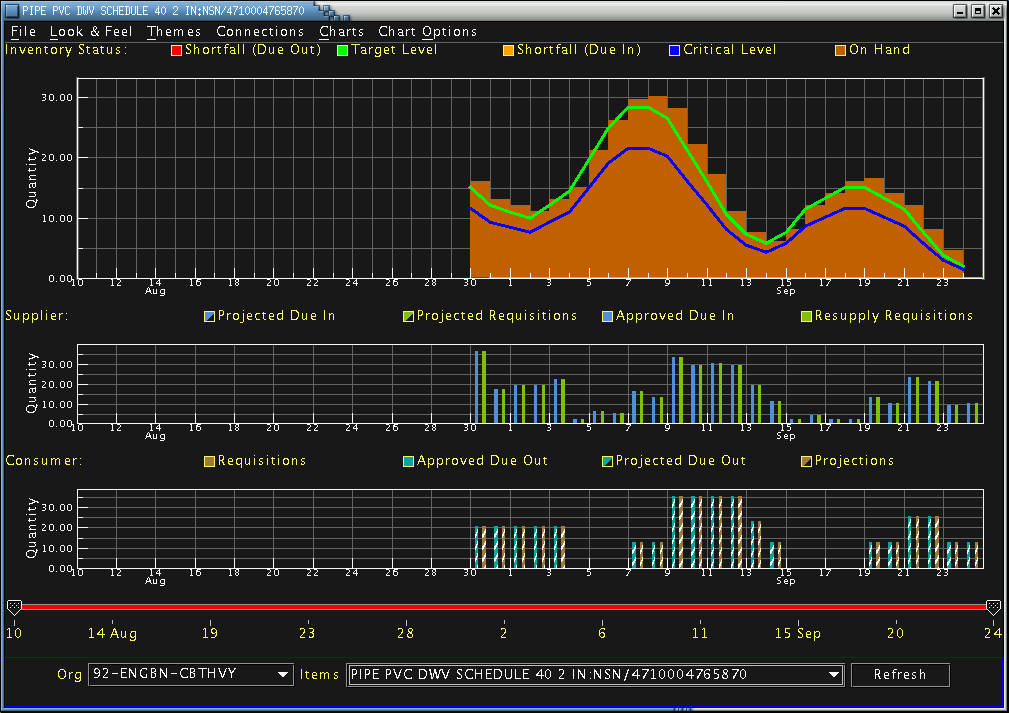 PIPE PVC DWV SCHEDULE 40 2 IN:NSN/4710004765870
File Look & Feel Themes Connections Charts Chart Options
Inventory Status: Shortfall (Due Out) Target Level Shortfall (Due In) Critical Level On Hand
30.00
20.00
10.00
0.00
Quantity
10 12 14 16 18 20 22 24 26 28 30 1 3 5 7 9 11 13 15 17 19 21 23
Aug Sep
Supplier: Projected Due In Projected Requisitions Approved Due In Resupply Requisitions
30.00
20.00
10.00
0.00
Quantity
10 12 14 16 18 20 22 24 26 28 30 1 3 5 7 9 11 13 15 17 19 21 23
Aug Sep
Consumer: Requisitions Approved Due Out Projected Due Out Projections
30.00
20.00
10.00
0.00
Quantity
10 12 14 16 18 20 22 24 26 28 30 1 3 5 7 9 11 13 15 17 19 21 23
Aug Sep
10 14 Aug 19 23 28 2 6 11 15 Sep 20 24
Org 92-ENGBN-CBTHVY Items PIPE PVC DWV SCHEDULE 40 2 IN:NSN/4710004765870 Refresh